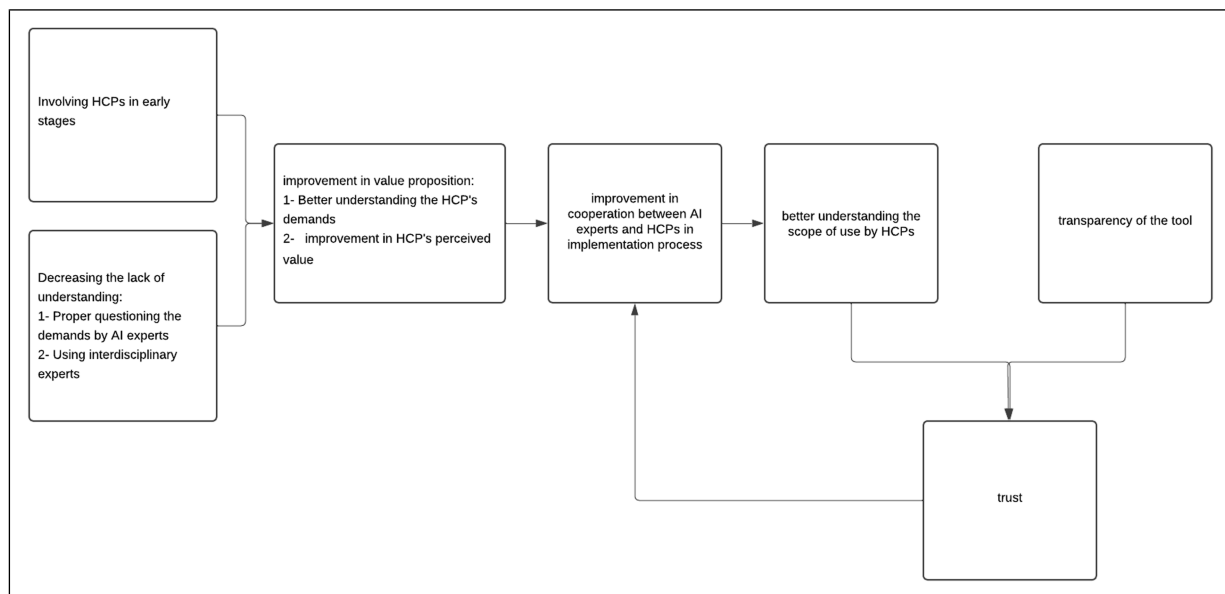 Involving HCPs in early
stages
Decreasing the lack of
understanding:
1- Proper questioning the
demands by AI experts
2- Using interdisciplinary
experts
improvement in value proposition:
1- Better understanding the HCP's
demands
2-   improvement in HCP's perceived
value
improvement in
cooperation between AI
experts and HCPs in
implementation process
better understanding the
scope of use by HCPs
transparency of the tool
trust